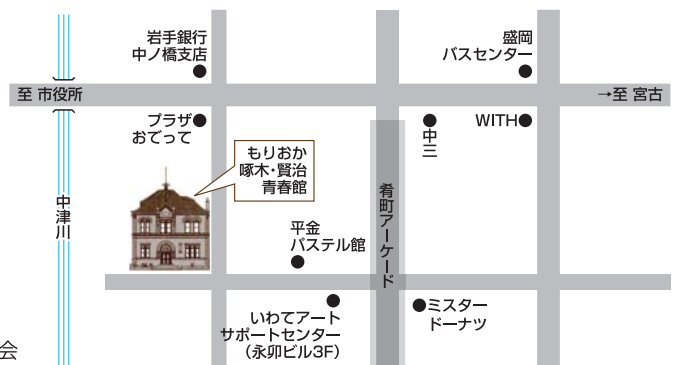 岩手銀行
中ノ橋支店
盛岡
バスセンター
至 市役所
→至 宮古
プラザ
おでって
中三
WITH
もりおか
啄木・賢治
青春館
中津川
肴町アーケード
平金
パステル館
いわてアート
サポートセンター
（永卯ビル3F）
ミスター
ドーナツ
会